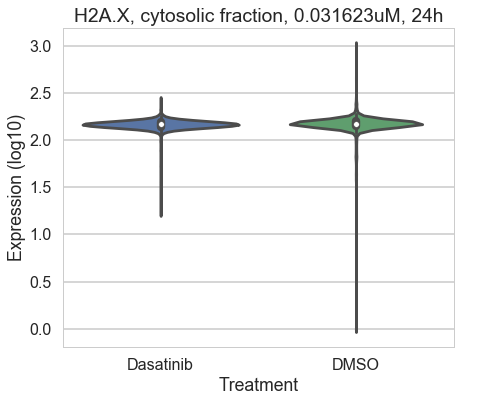 H2A.X, cytosolic fraction, 0.031623uM, 24h
3.0
2.5
2.0
1.5
1.0
0.5
0.0
Expression (log10)
Dasatinib DMSO
Treatment